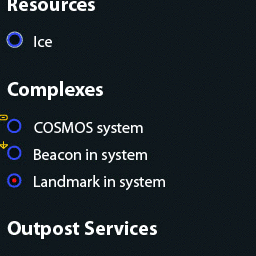 Resources
Ice
Complexes
COSMOS system
Beacon in system
Landmark in system
Outpost Services